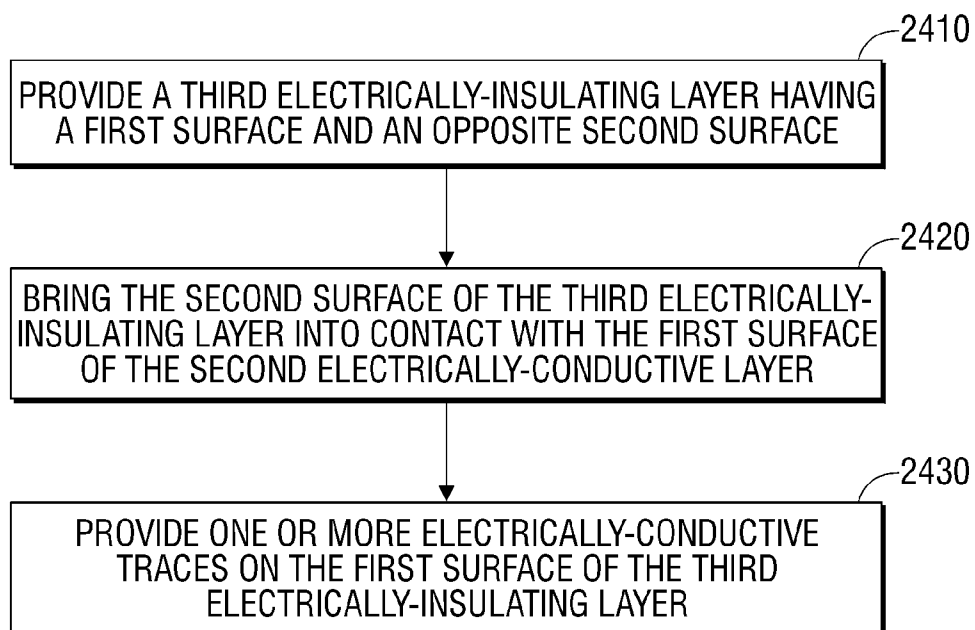 2410
PROVIDE A THIRD ELECTRICALLY-INSULATING LAYER HAVING
A FIRST SURFACE AND AN OPPOSITE SECOND SURFACE
2420
BRING THE SECOND SURFACE OF THE THIRD ELECTRICALLY-
INSULATING LAYER INTO CONTACT WITH THE FIRST SURFACE
OF THE SECOND ELECTRICALLY-CONDUCTIVE LAYER
2430
PROVIDE ONE OR MORE ELECTRICALLY-CONDUCTIVE
TRACES ON THE FIRST SURFACE OF THE THIRD
ELECTRICALLY-INSULATING LAYER